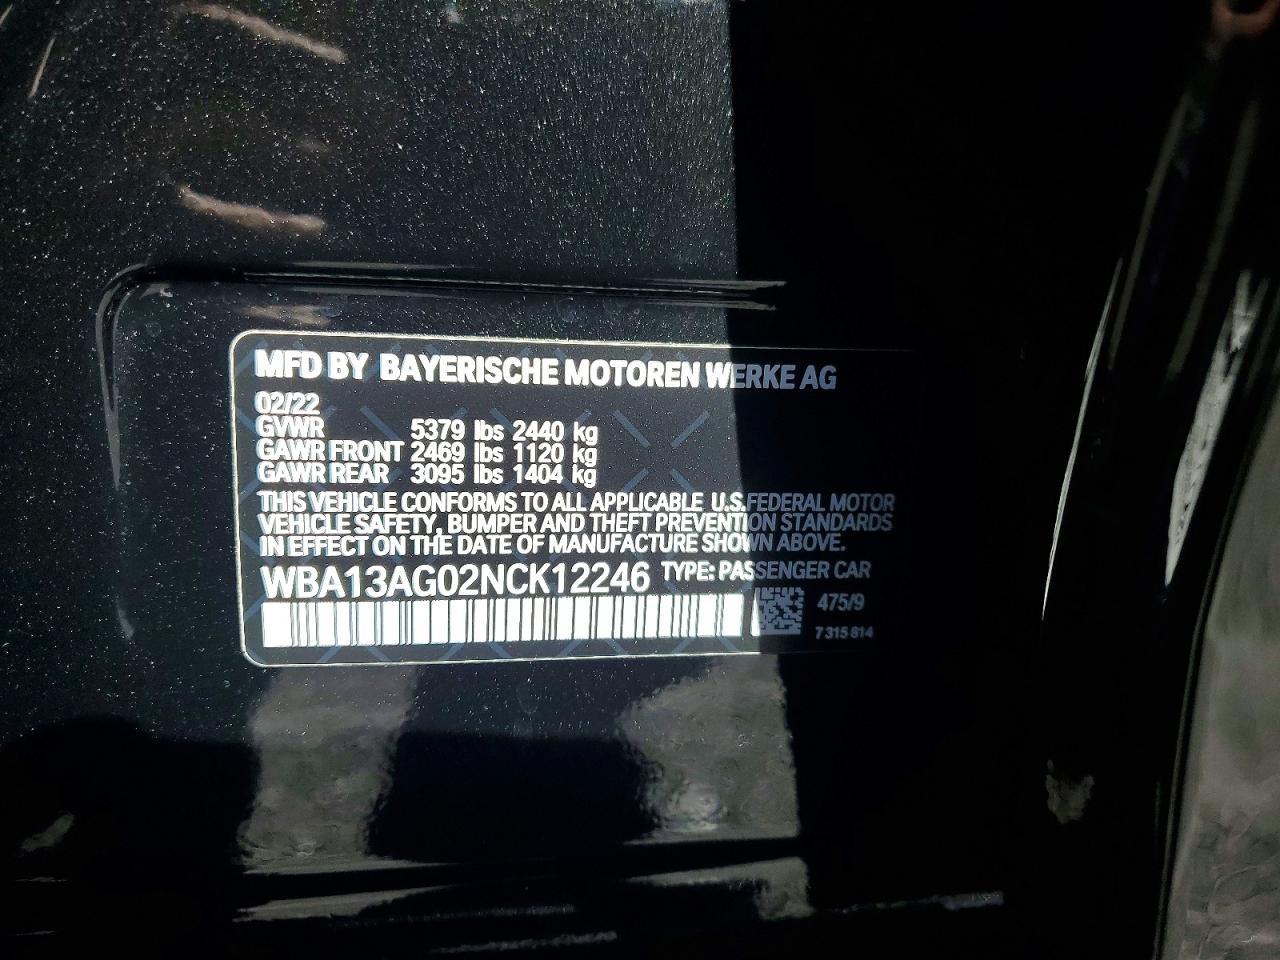 MFD BY BAYERISCHE MOTOREN WERKE AG
02/22
GVWR 5379 lbs 2440 kg
GAWR FRONT 2469 lbs 1120 kg
GAWR REAR 3095 lbs 1404 kg
THIS VEHICLE CONFORMS TO ALL APPLICABLE U.S.FEDERAL MOTOR
VEHICLE SAFETY, BUMPER AND THEFT PREVENTION STANDARDS
IN EFFECT ON THE DATE OF MANUFACTURE SHOWN ABOVE.
WBA13AG02NCK12246 TYPE: PASSENGER CAR
475/9
7 315 814